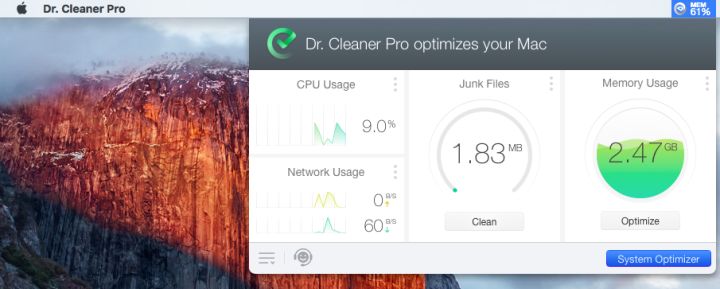 Dr. Cleaner Pro
MEM
61%
Dr. Cleaner Pro optimizes your Mac
CPU Usage
9.0%
Network Usage
0 B/S
60 B/S
Junk Files
1.83 MB
Clean
Memory Usage
2.47 GB
Optimize
System Optimizer